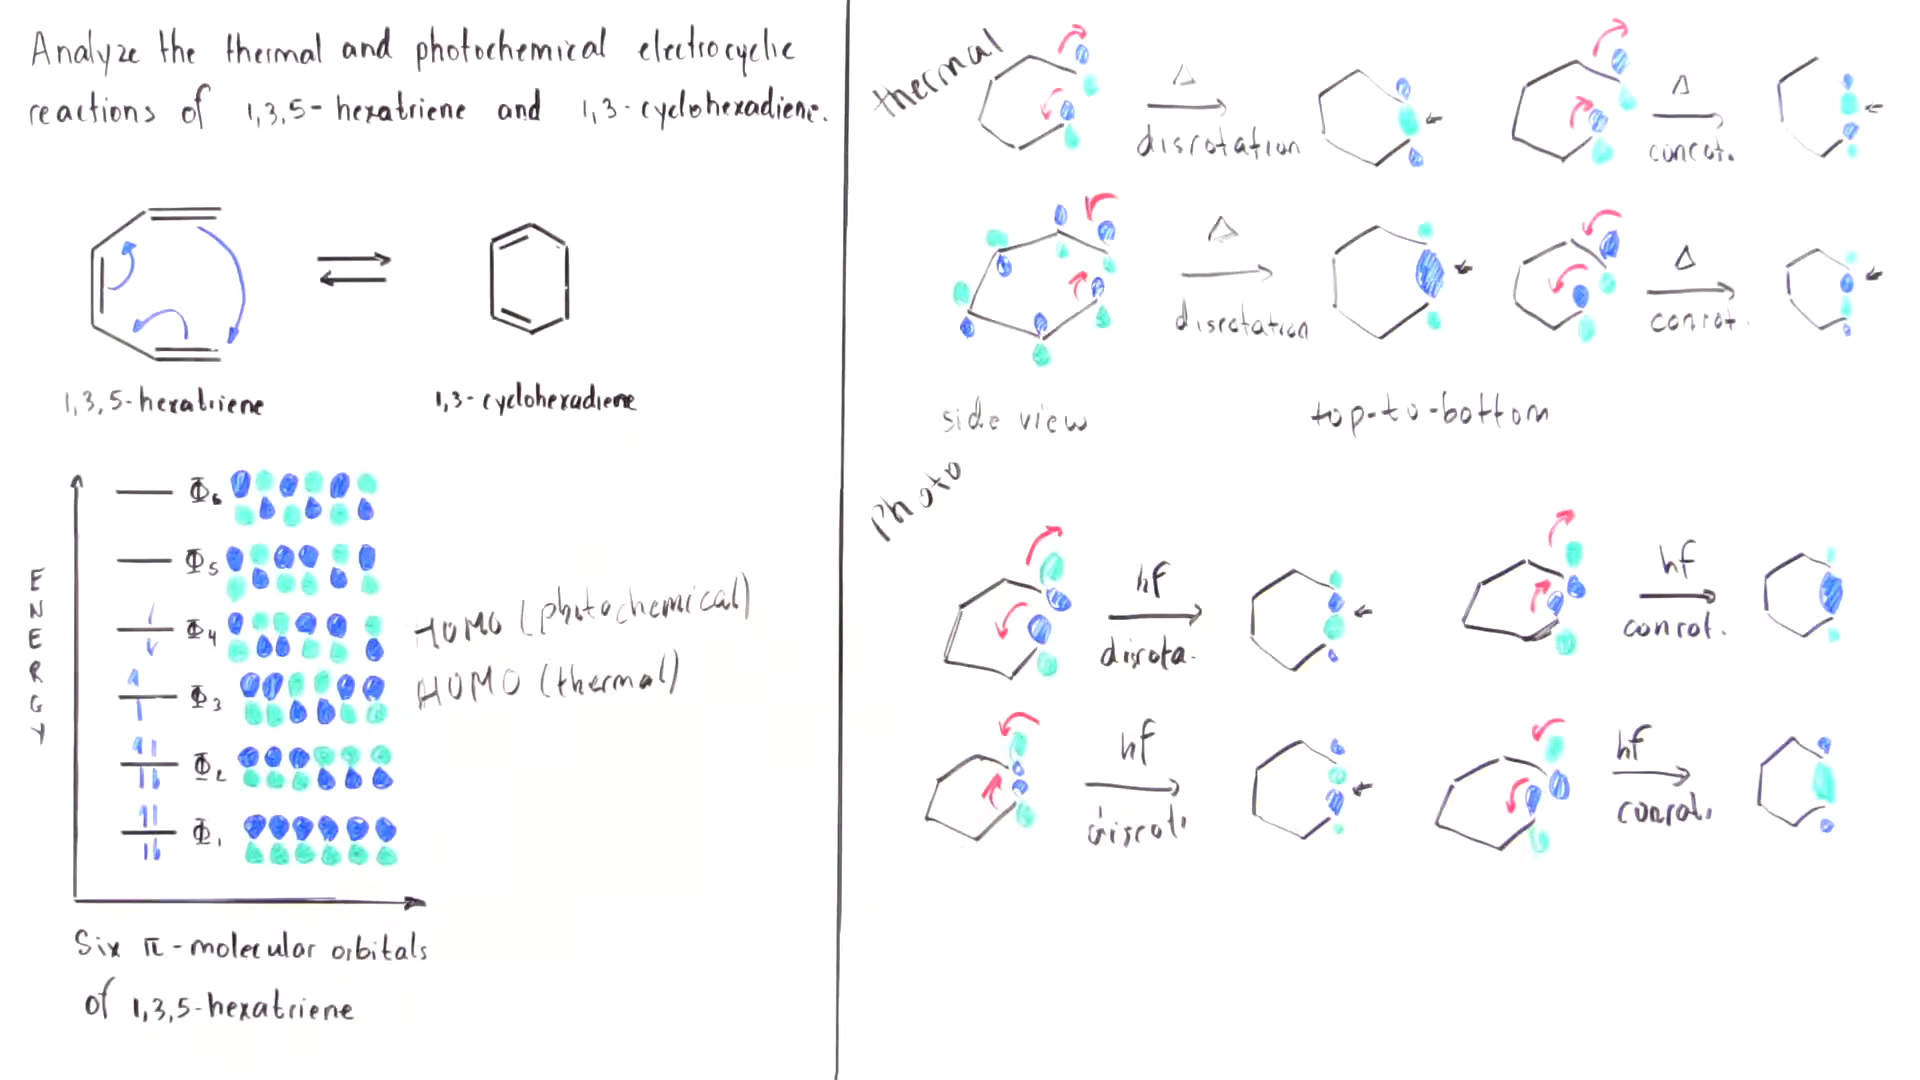 Analyze the thermal and photochemical electrocyclic
reactions of 1,3,5-hexatriene and 1,3-cyclohexadiene.
1,3,5-hexatriene
1,3-cyclohexadiene
ENERGY
Φ6
Φ5
Φ4
HOMO (photochemical)
Φ3
HOMO (thermal)
Φ2
Φ1
Six π-molecular orbitals
of 1,3,5-hexatriene
thermal
Δ
disrotation
Δ
conrot.
Δ
disrotation
Δ
conrot.
side view
top-to-bottom
Photo
hf
disrota.
hf
conrot.
hf
disrot.
hf
conrot.